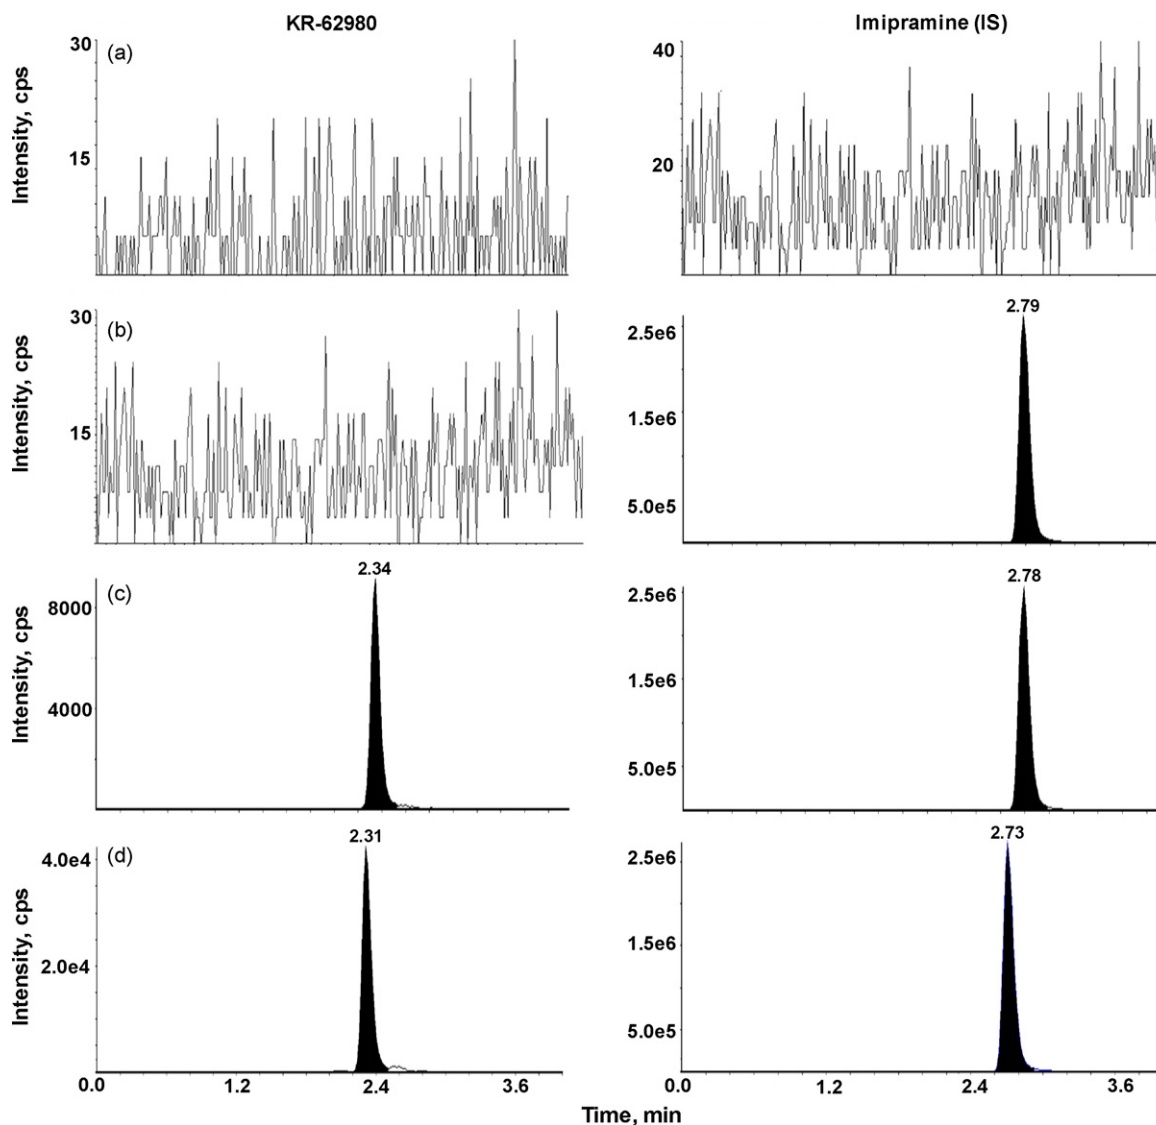 KR-62980 Imipramine (IS)
(a)
Intensity, cps
30
15
40
20
(b)
Intensity, cps
30
15
2.79
2.5e6
1.5e6
5.0e5
(c)
Intensity, cps
8000
4000
2.34
2.78
2.5e6
1.5e6
5.0e5
(d)
Intensity, cps
4.0e4
2.0e4
2.31
2.73
2.5e6
1.5e6
5.0e5
0.0 1.2 2.4 3.6
0.0 1.2 2.4 3.6
Time, min